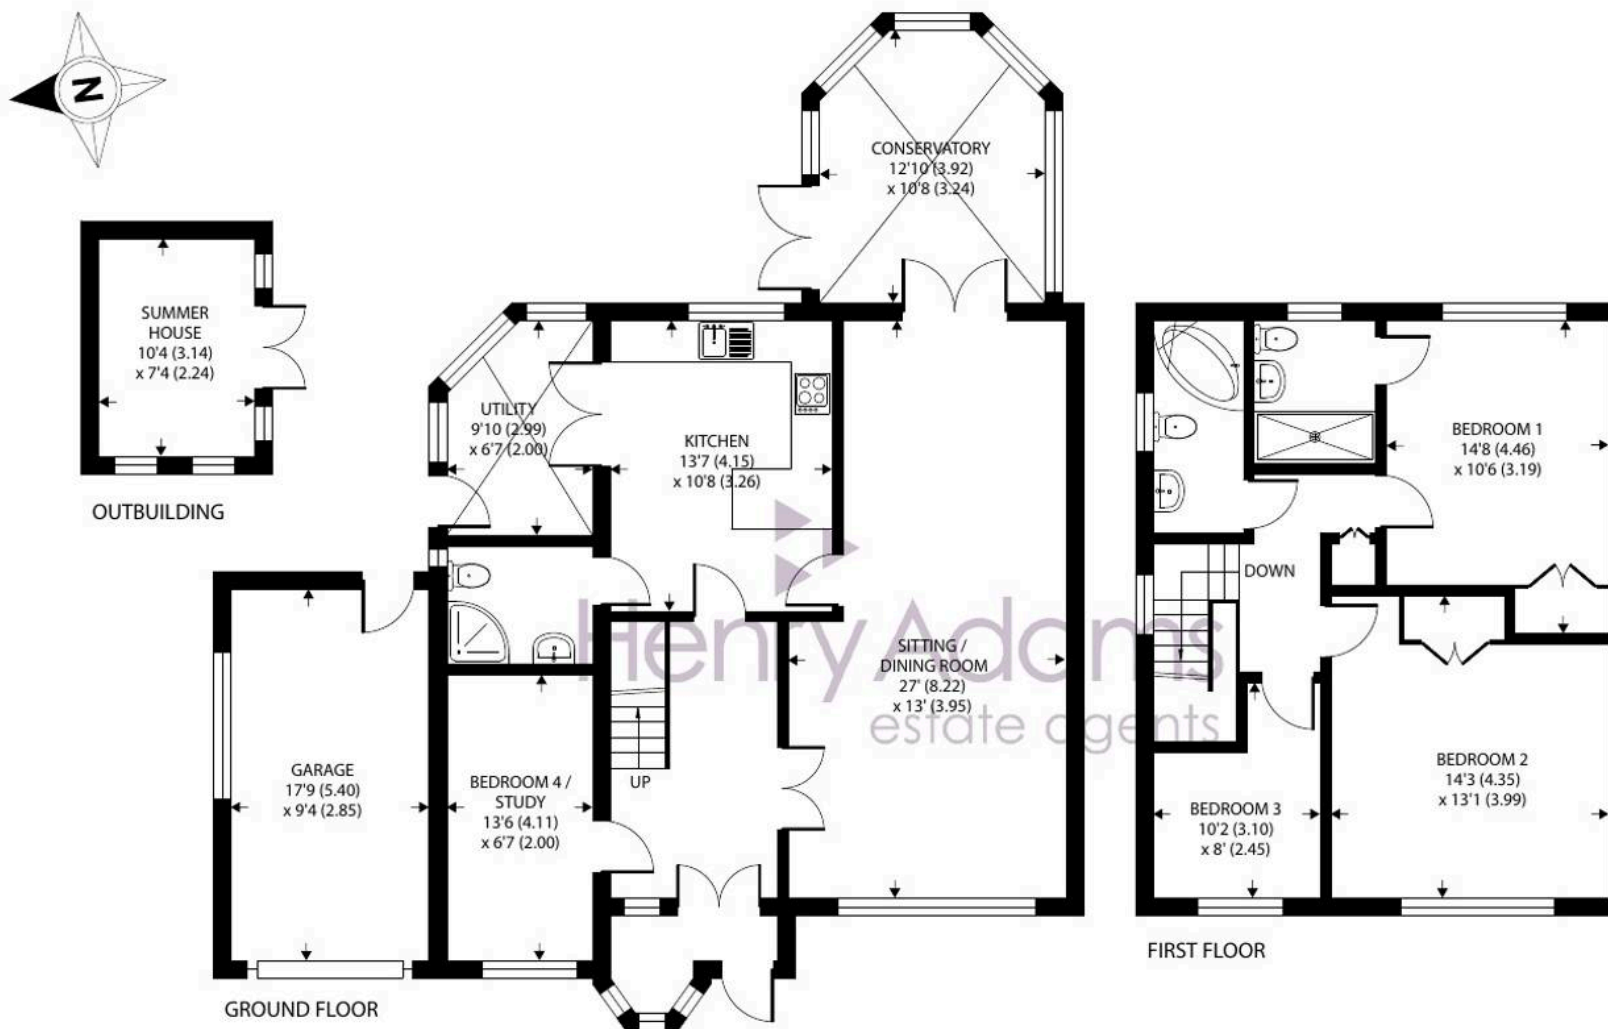 N
CONSERVATORY
12'10 (3.92)
x 10'8 (3.24)
SUMMER
HOUSE
10'4 (3.14)
x 7'4 (2.24)
OUTBUILDING
UTILITY
9'10 (2.99)
x 6'7 (2.00)
KITCHEN
13'7 (4.15)
x 10'8 (3.26)
BEDROOM 1
14'8 (4.46)
x 10'6 (3.19)
DOWN
Henry Adams
estate agents
SITTING /
DINING ROOM
27' (8.22)
x 13' (3.95)
GARAGE
17'9 (5.40)
x 9'4 (2.85)
BEDROOM 4 /
STUDY
13'6 (4.11)
x 6'7 (2.00)
UP
BEDROOM 3
10'2 (3.10)
x 8' (2.45)
BEDROOM 2
14'3 (4.35)
x 13'1 (3.99)
GROUND FLOOR
FIRST FLOOR